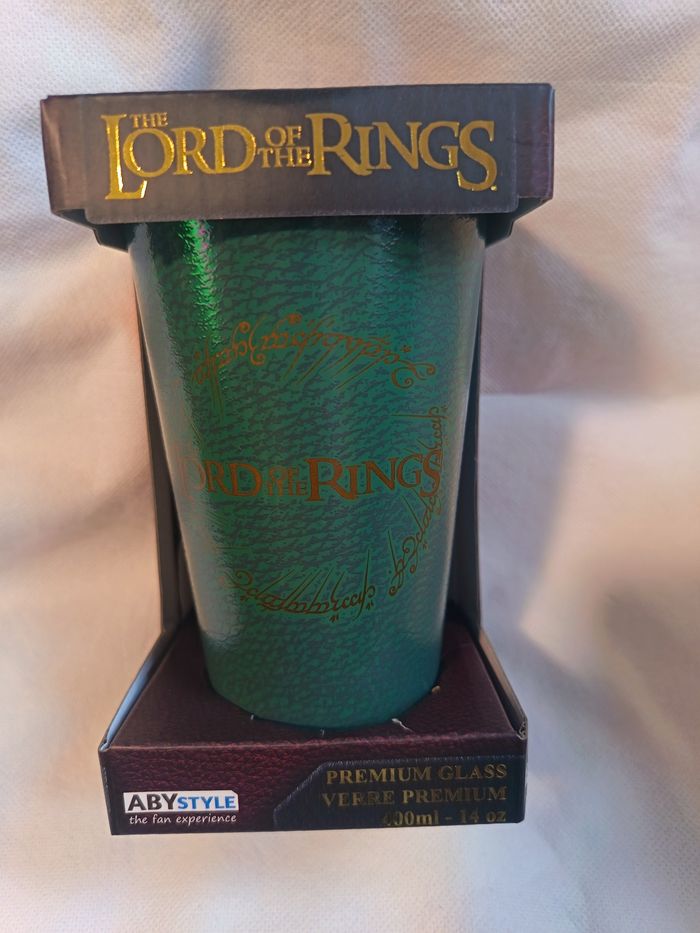 THE LORD OF THE RINGS
LORD OF THE RINGS
ABYSTYLE
the fan experience
PREMIUM GLASS
VERRE PREMIUM
400ml - 14 oz